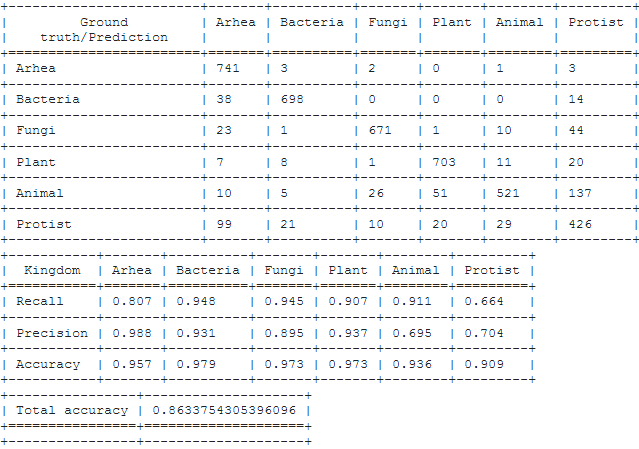 Ground Arhea Bacteria Fungi Plant Animal Protist
truth/Prediction
Arhea 741 3 2 0 1 3
Bacteria 38 698 0 0 0 14
Fungi 23 1 671 1 10 44
Plant 7 8 1 703 11 20
Animal 10 5 26 51 521 137
Protist 99 21 10 20 29 426
Kingdom Arhea Bacteria Fungi Plant Animal Protist
Recall 0.807 0.948 0.945 0.907 0.911 0.664
Precision 0.988 0.931 0.895 0.937 0.695 0.704
Accuracy 0.957 0.979 0.973 0.973 0.936 0.909
Total accuracy 0.8633754305396096